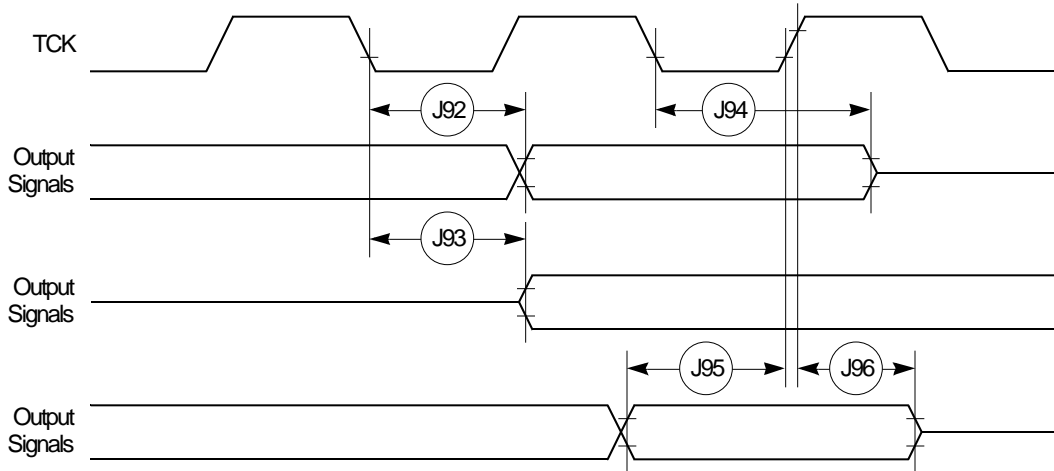 TCK
J92
J94
Output
Signals
J93
Output
Signals
J95
J96
Output
Signals